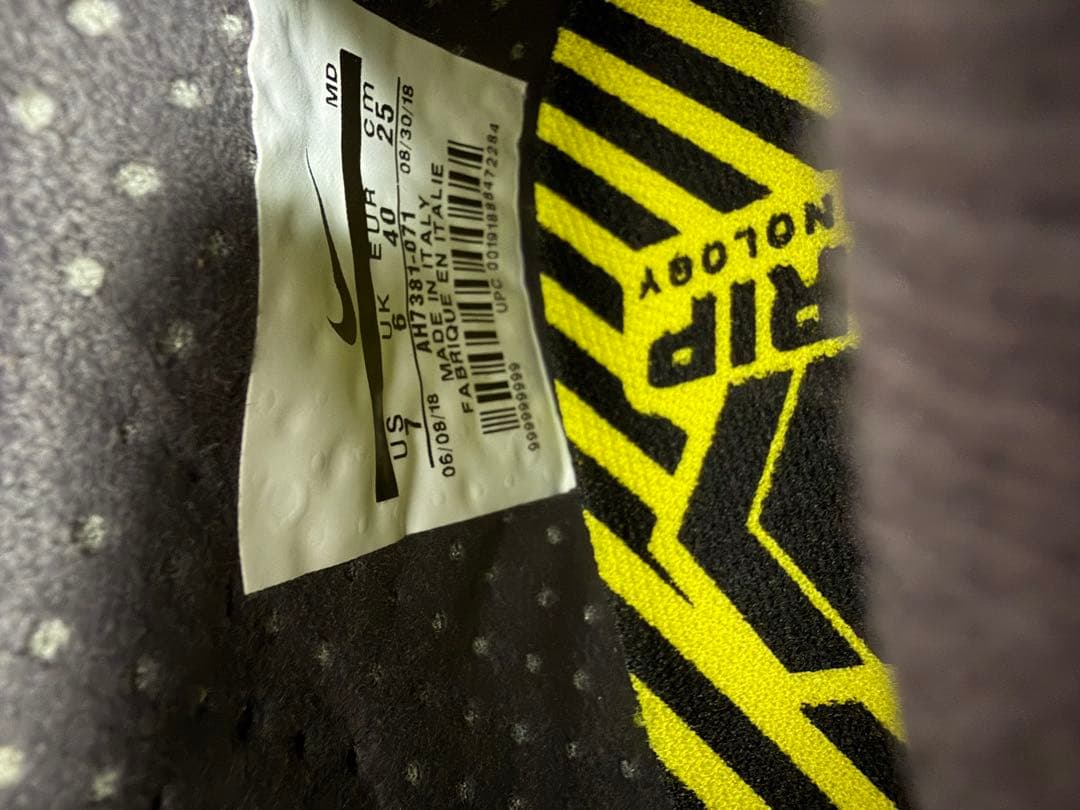 MD
US UK EUR cm
7 6 40 25
AH7381-071
06/08/18 MADE IN ITALY 08/30/18
FABRIQUE EN ITALIE
UPC 00191888472284
9999999999
RIP
NOLOGY